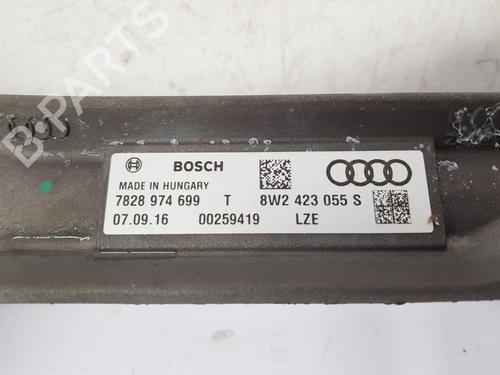 BOSCH
MADE IN HUNGARY
7828 974 699 T 8W2 423 055 S
07.09.16 00259419 LZE
B-Parts